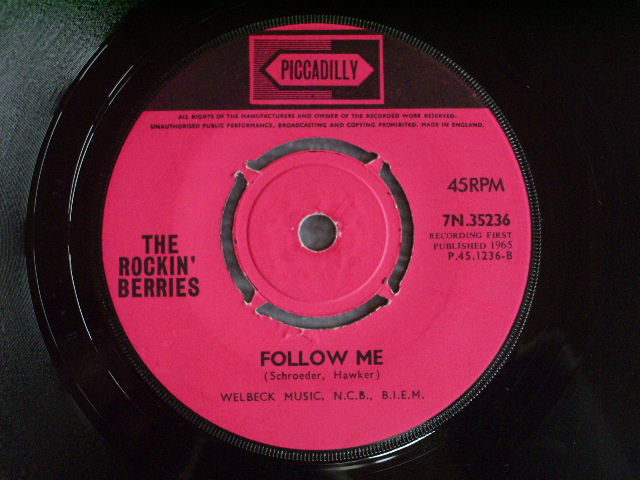 PICCADILLY
ALL RIGHTS OF THE MANUFACTURERS AND OWNER OF THE RECORDED WORK RESERVED.
UNAUTHORISED PUBLIC PERFORMANCE, BROADCASTING AND COPYING PROHIBITED. MADE IN ENGLAND.
45RPM
7N.35236
RECORDING FIRST
PUBLISHED 1965
P.45.1236-B
THE
ROCKIN'
BERRIES
FOLLOW ME
(Schroeder, Hawker)
WELBECK MUSIC, N.C.B., B.I.E.M.